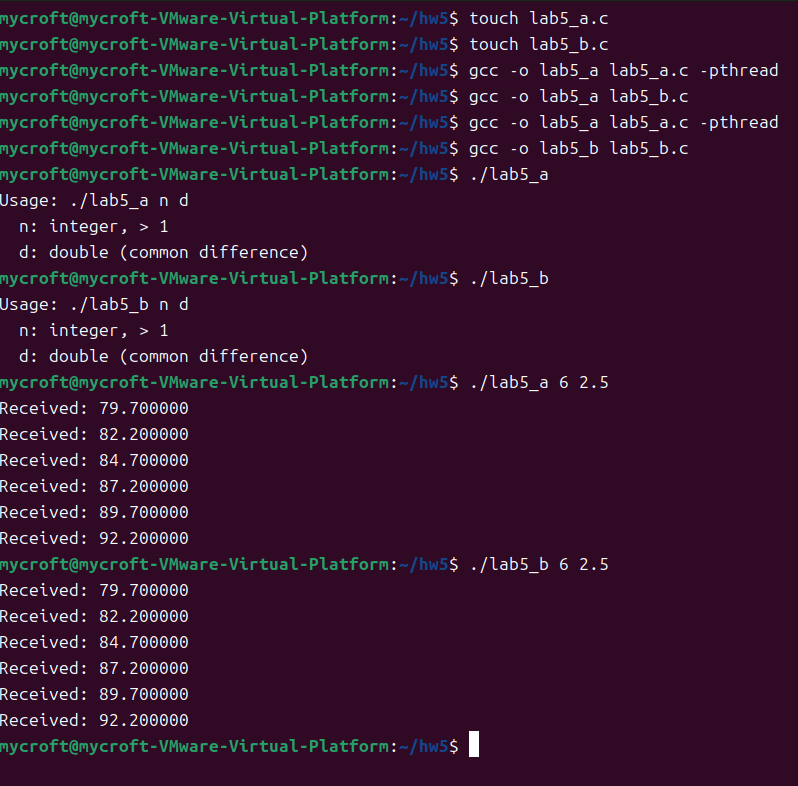 mycroft@mycroft-VMware-Virtual-Platform:~/hw5$ touch lab5_a.c
mycroft@mycroft-VMware-Virtual-Platform:~/hw5$ touch lab5_b.c
mycroft@mycroft-VMware-Virtual-Platform:~/hw5$ gcc -o lab5_a lab5_a.c -pthread
mycroft@mycroft-VMware-Virtual-Platform:~/hw5$ gcc -o lab5_a lab5_b.c
mycroft@mycroft-VMware-Virtual-Platform:~/hw5$ gcc -o lab5_a lab5_a.c -pthread
mycroft@mycroft-VMware-Virtual-Platform:~/hw5$ gcc -o lab5_b lab5_b.c
mycroft@mycroft-VMware-Virtual-Platform:~/hw5$ ./lab5_a
Usage: ./lab5_a n d
  n: integer, > 1
  d: double (common difference)
mycroft@mycroft-VMware-Virtual-Platform:~/hw5$ ./lab5_b
Usage: ./lab5_b n d
  n: integer, > 1
  d: double (common difference)
mycroft@mycroft-VMware-Virtual-Platform:~/hw5$ ./lab5_a 6 2.5
Received: 79.700000
Received: 82.200000
Received: 84.700000
Received: 87.200000
Received: 89.700000
Received: 92.200000
mycroft@mycroft-VMware-Virtual-Platform:~/hw5$ ./lab5_b 6 2.5
Received: 79.700000
Received: 82.200000
Received: 84.700000
Received: 87.200000
Received: 89.700000
Received: 92.200000
mycroft@mycroft-VMware-Virtual-Platform:~/hw5$